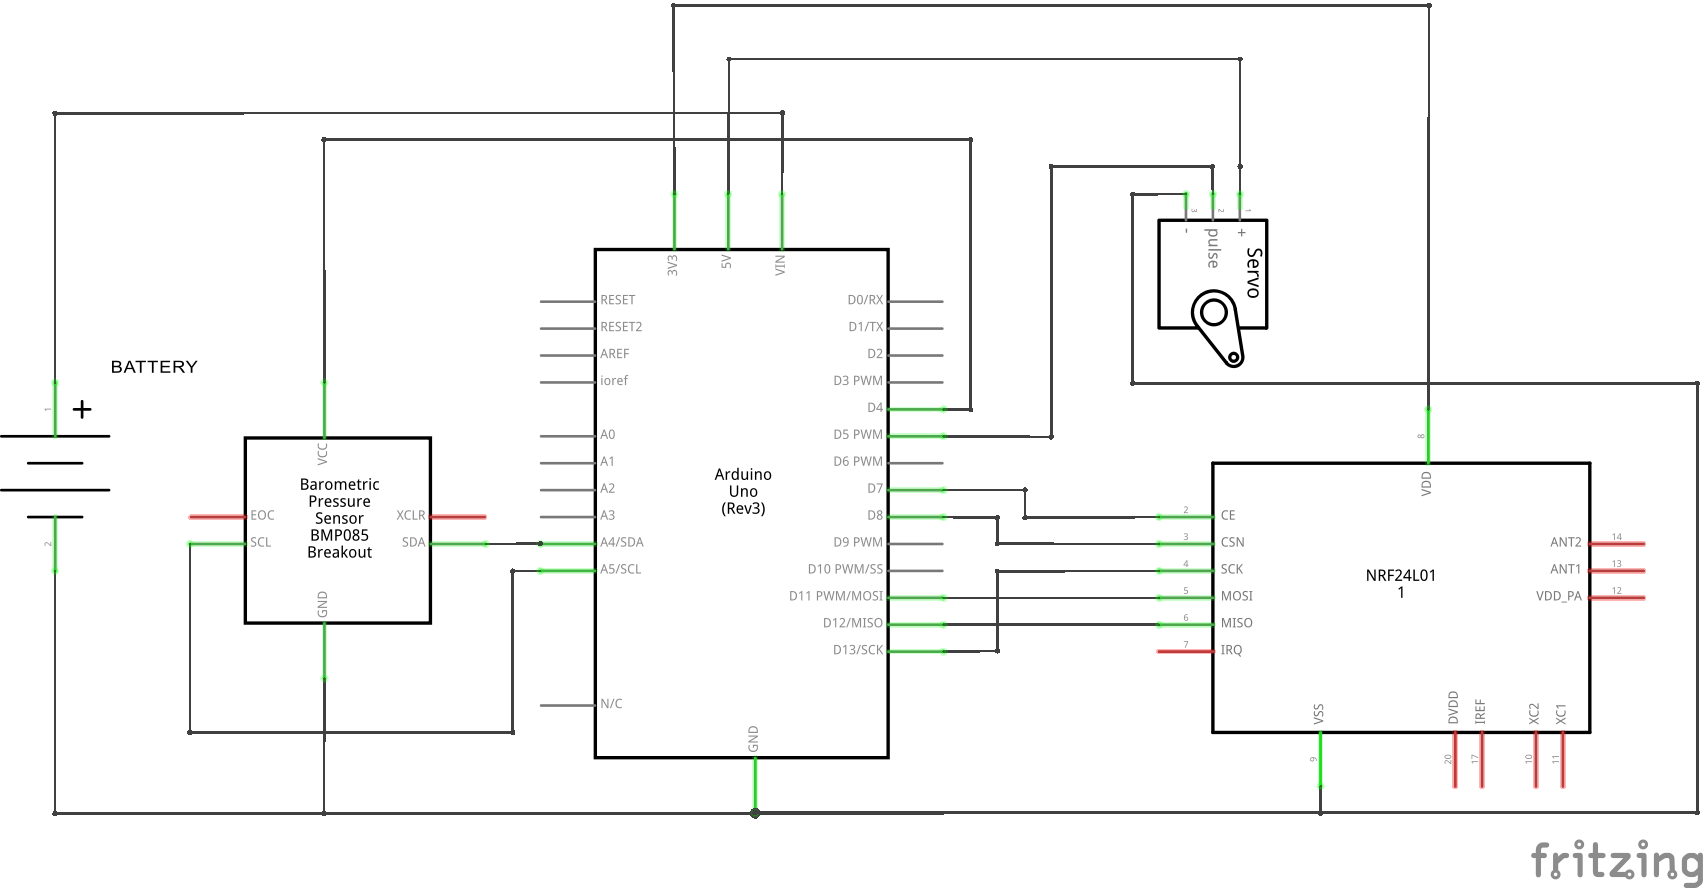 BATTERY
1
+
2
VCC
Barometric
Pressure
Sensor
BMP085
Breakout
EOC
SCL
XCLR
SDA
GND
3V3
5V
VIN
RESET
RESET2
AREF
ioref
A0
A1
A2
A3
A4/SDA
A5/SCL
N/C
Arduino
Uno
(Rev3)
D0/RX
D1/TX
D2
D3 PWM
D4
D5 PWM
D6 PWM
D7
D8
D9 PWM
D10 PWM/SS
D11 PWM/MOSI
D12/MISO
D13/SCK
GND
3
2
1
-
pulse
+
Servo
8
VDD
2
CE
3
CSN
4
SCK
5
MOSI
6
MISO
7
IRQ
NRF24L01
1
ANT2
14
ANT1
13
VDD_PA
12
VSS
DVDD
IREF
XC2
XC1
9
20
17
10
11
fritzing